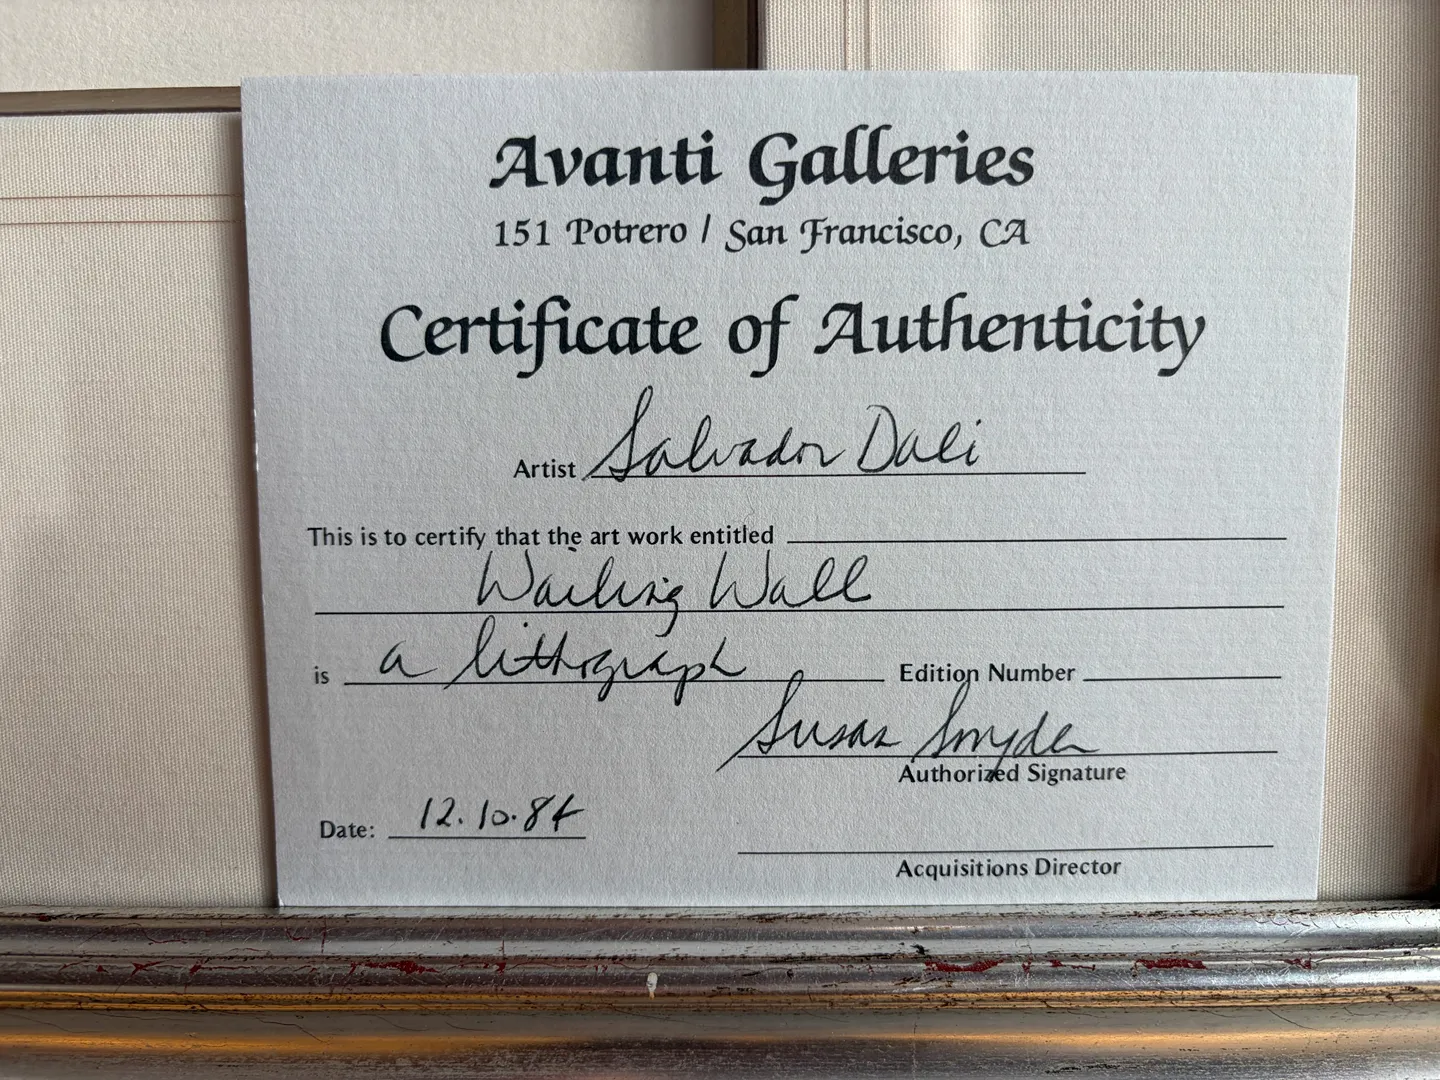 Avanti Galleries
151 Potrero / San Francisco, CA
Certificate of Authenticity
Artist Salvador Dali
This is to certify that the art work entitled
Wailing Wall
is a lithograph Edition Number
Susan Snyder
Authorized Signature
Date: 12.10.84
Acquisitions Director